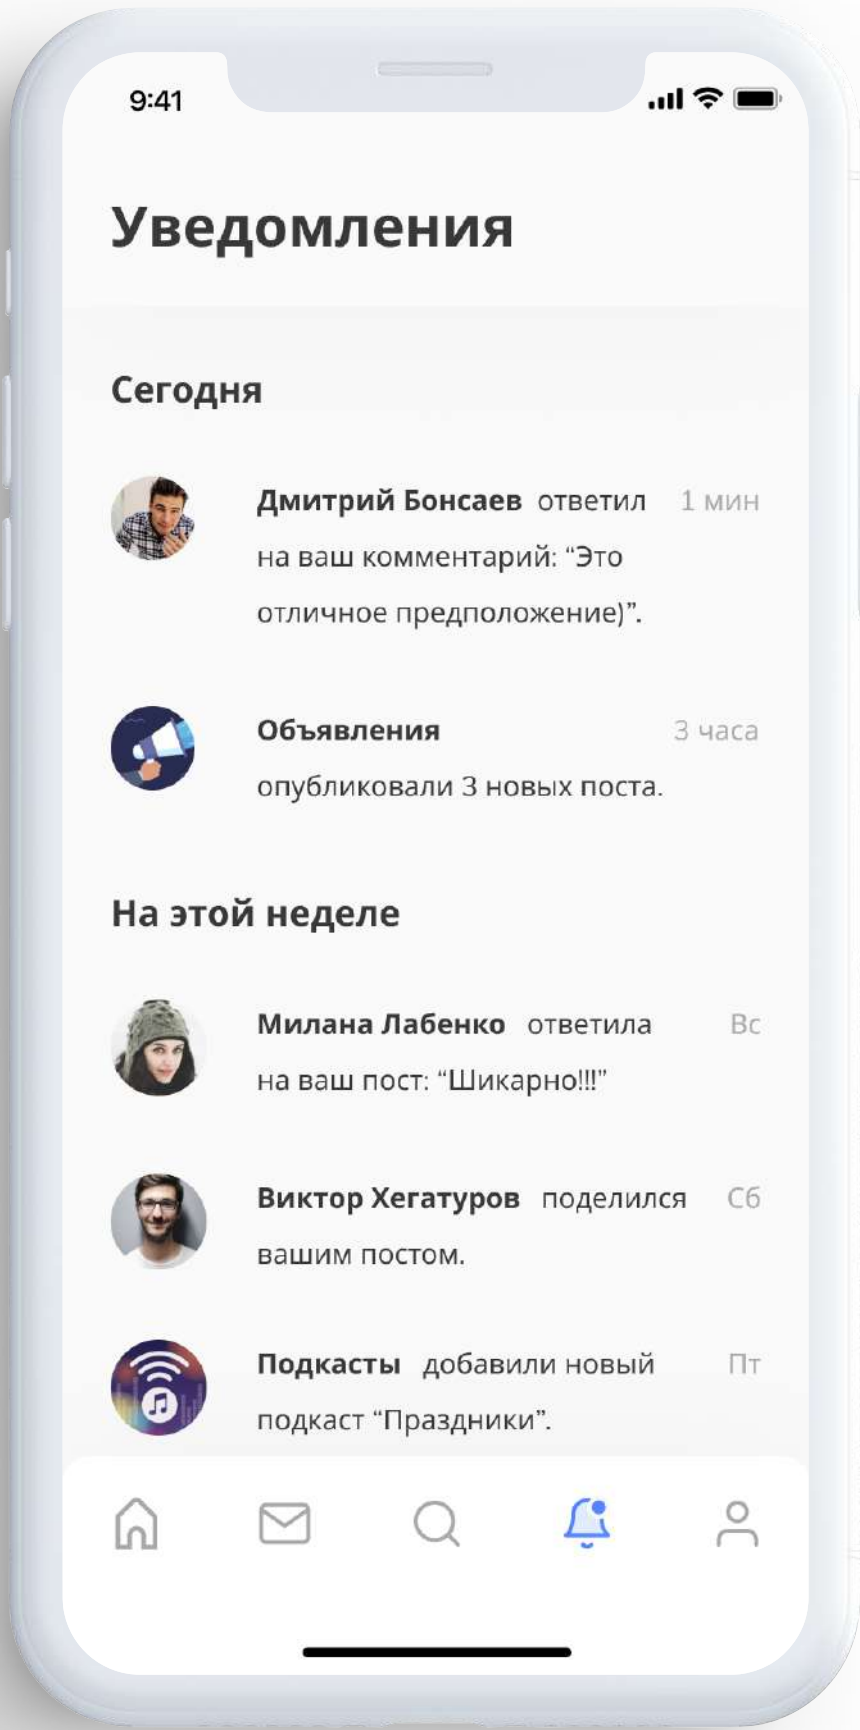 9:41
Уведомления
Сегодня
Дмитрий Бонсаев ответил 1 мин
на ваш комментарий: “Это
отличное предположение)”.
Объявления 3 часа
опубликовали 3 новых поста.
На этой неделе
Милана Лабенко ответила Вс
на ваш пост: “Шикарно!!!”
Виктор Хегатуров поделился Сб
вашим постом.
Подкасты добавили новый Пт
подкаст “Праздники”.